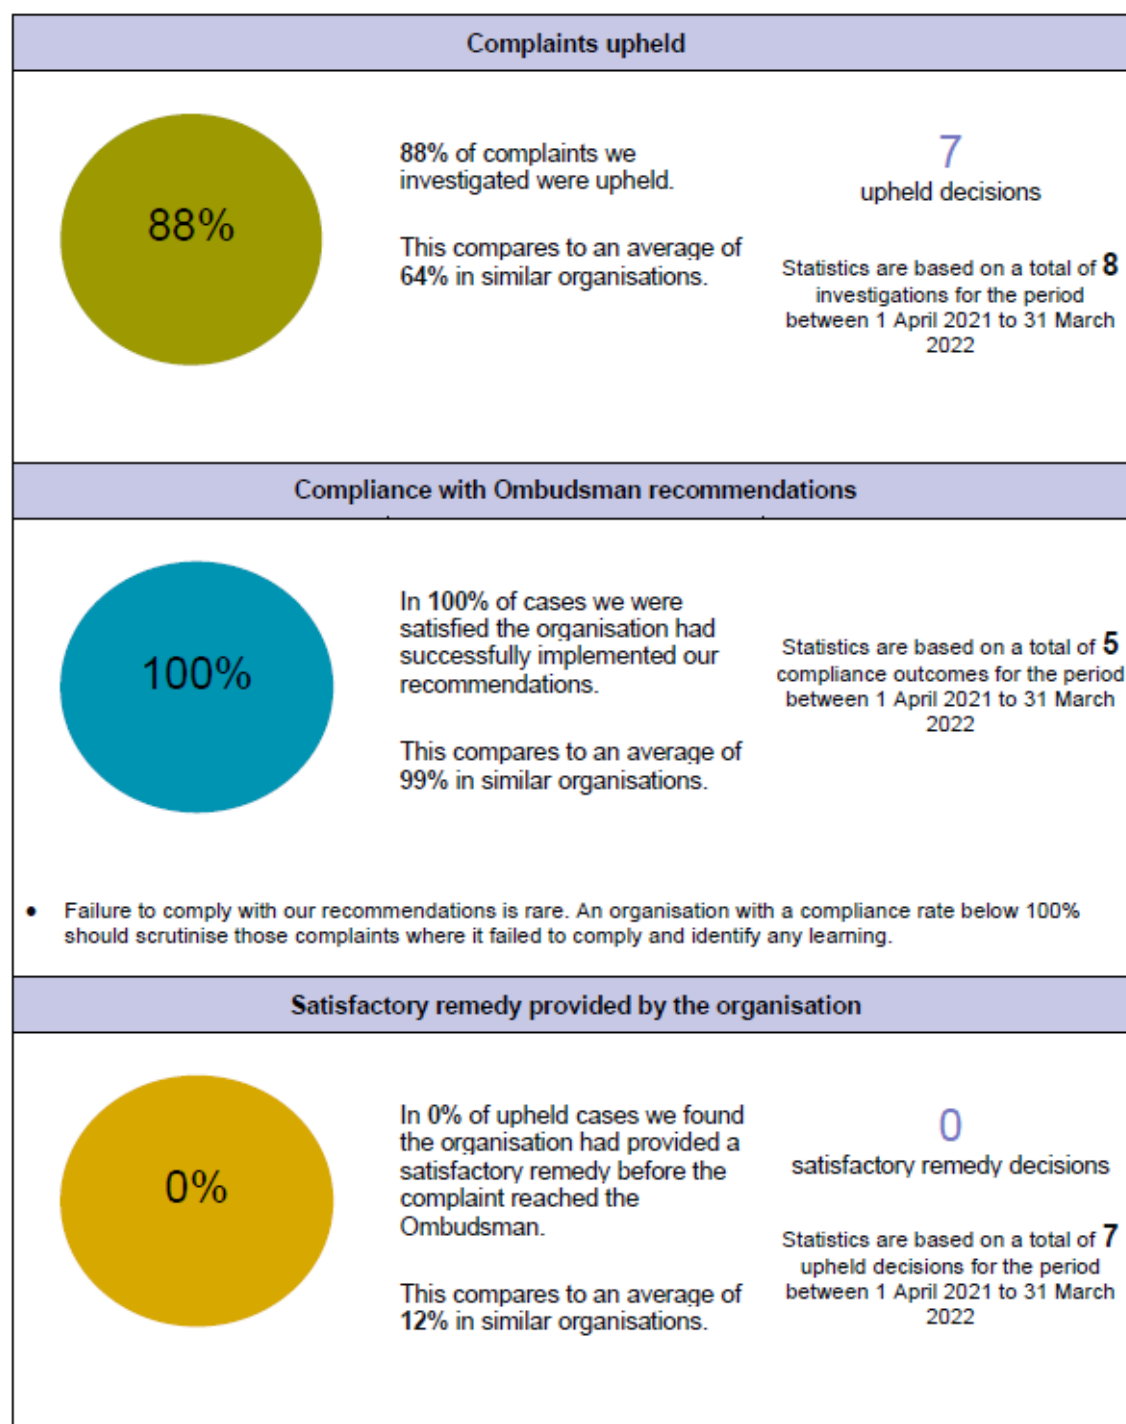 Complaints upheld
88%
88% of complaints we
investigated were upheld.
This compares to an average of
64% in similar organisations.
7
upheld decisions
Statistics are based on a total of 8
investigations for the period
between 1 April 2021 to 31 March
2022
Compliance with Ombudsman recommendations
100%
In 100% of cases we were
satisfied the organisation had
successfully implemented our
recommendations.
This compares to an average of
99% in similar organisations.
Statistics are based on a total of 5
compliance outcomes for the period
between 1 April 2021 to 31 March
2022
• Failure to comply with our recommendations is rare. An organisation with a compliance rate below 100%
should scrutinise those complaints where it failed to comply and identify any learning.
Satisfactory remedy provided by the organisation
0%
In 0% of upheld cases we found
the organisation had provided a
satisfactory remedy before the
complaint reached the
Ombudsman.
This compares to an average of
12% in similar organisations.
0
satisfactory remedy decisions
Statistics are based on a total of 7
upheld decisions for the period
between 1 April 2021 to 31 March
2022